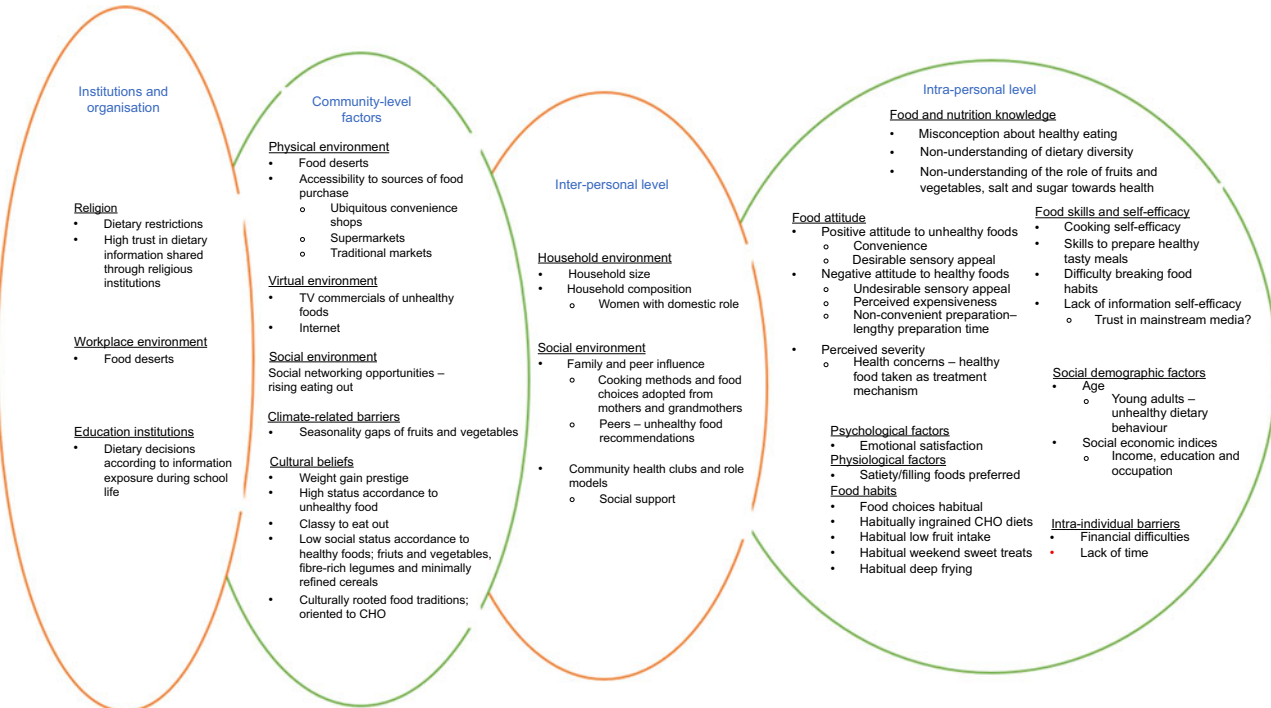 Institutions and
organisation
Religion
• Dietary restrictions
• High trust in dietary
information shared
through religious
institutions
Workplace environment
• Food deserts
Education institutions
• Dietary decisions
according to information
exposure during school
life
Community-level
factors
Physical environment
• Food deserts
• Accessibility to sources of food
purchase
o Ubiquitous convenience
shops
o Supermarkets
o Traditional markets
Virtual environment
• TV commercials of unhealthy
foods
• Internet
Social environment
Social networking opportunities –
rising eating out
Climate-related barriers
• Seasonality gaps of fruits and vegetables
Cultural beliefs
• Weight gain prestige
• High status accordance to
unhealthy food
• Classy to eat out
• Low social status accordance to
healthy foods; friuts and vegetables,
fibre-rich legumes and minimally
refined cereals
• Culturally rooted food traditions;
oriented to CHO
Inter-personal level
Household environment
• Household size
• Household composition
o Women with domestic role
Social environment
• Family and peer influence
o Cooking methods and food
choices adopted from
mothers and grandmothers
o Peers – unhealthy food
recommendations
• Community health clubs and role
models
o Social support
Intra-personal level
Food and nutrition knowledge
• Misconception about healthy eating
• Non-understanding of dietary diversity
• Non-understanding of the role of fruits and
vegetables, salt and sugar towards health
Food attitude
• Positive attitude to unhealthy foods
o Convenience
o Desirable sensory appeal
• Negative attitude to healthy foods
o Undesirable sensory appeal
o Perceived expensiveness
o Non-convenient preparation–
lengthy preparation time
• Perceived severity
o Health concerns – healthy
food taken as treatment
mechanism
Psychological factors
• Emotional satisfaction
Physiological factors
• Satiety/filling foods preferred
Food habits
• Food choices habitual
• Habitually ingrained CHO diets
• Habitual low fruit intake
• Habitual weekend sweet treats
• Habitual deep frying
Food skills and self-efficacy
• Cooking self-efficacy
• Skills to prepare healthy
tasty meals
• Difficulty breaking food
habits
• Lack of information self-efficacy
o Trust in mainstream media?
Social demographic factors
• Age
o Young adults –
unhealthy dietary
behaviour
• Social economic indices
o Income, education and
occupation
Intra-individual barriers
• Financial difficulties
• Lack of time